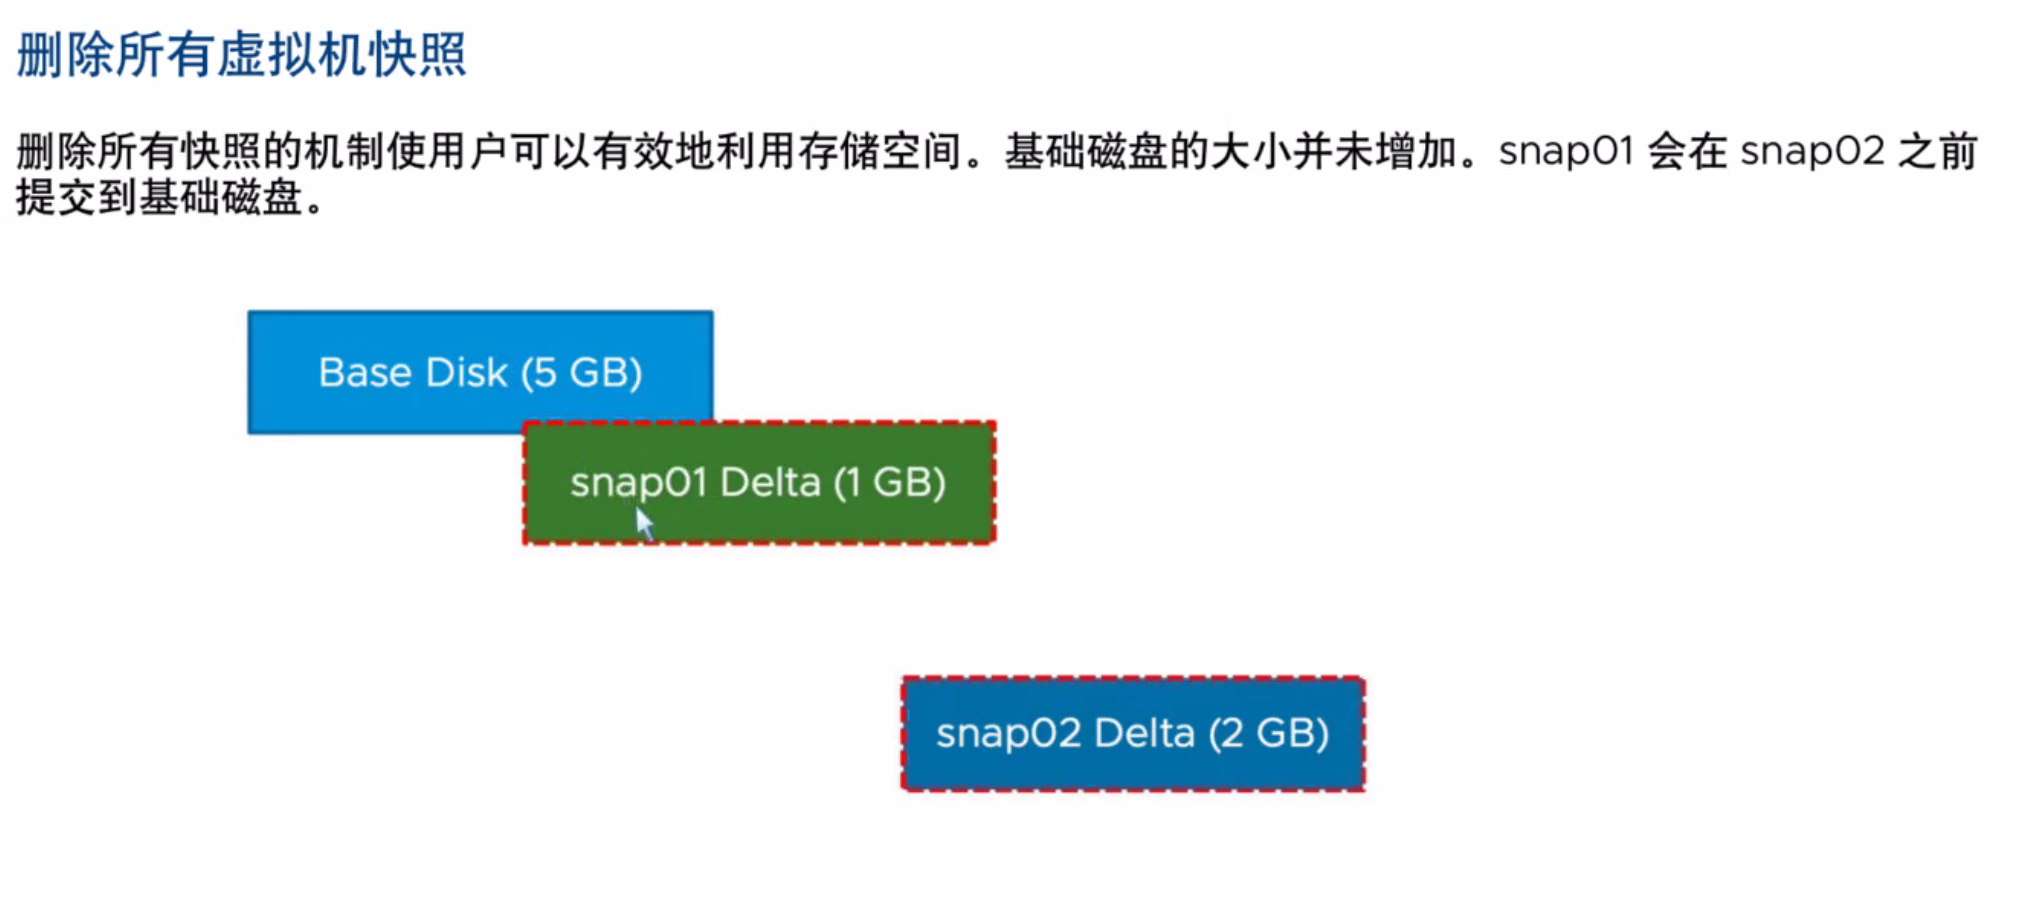 删除所有虚拟机快照
删除所有快照的机制使用户可以有效地利用存储空间。基础磁盘的大小并未增加。snap01 会在 snap02 之前
提交到基础磁盘。
Base Disk (5 GB)
snap01 Delta (1 GB)
snap02 Delta (2 GB)